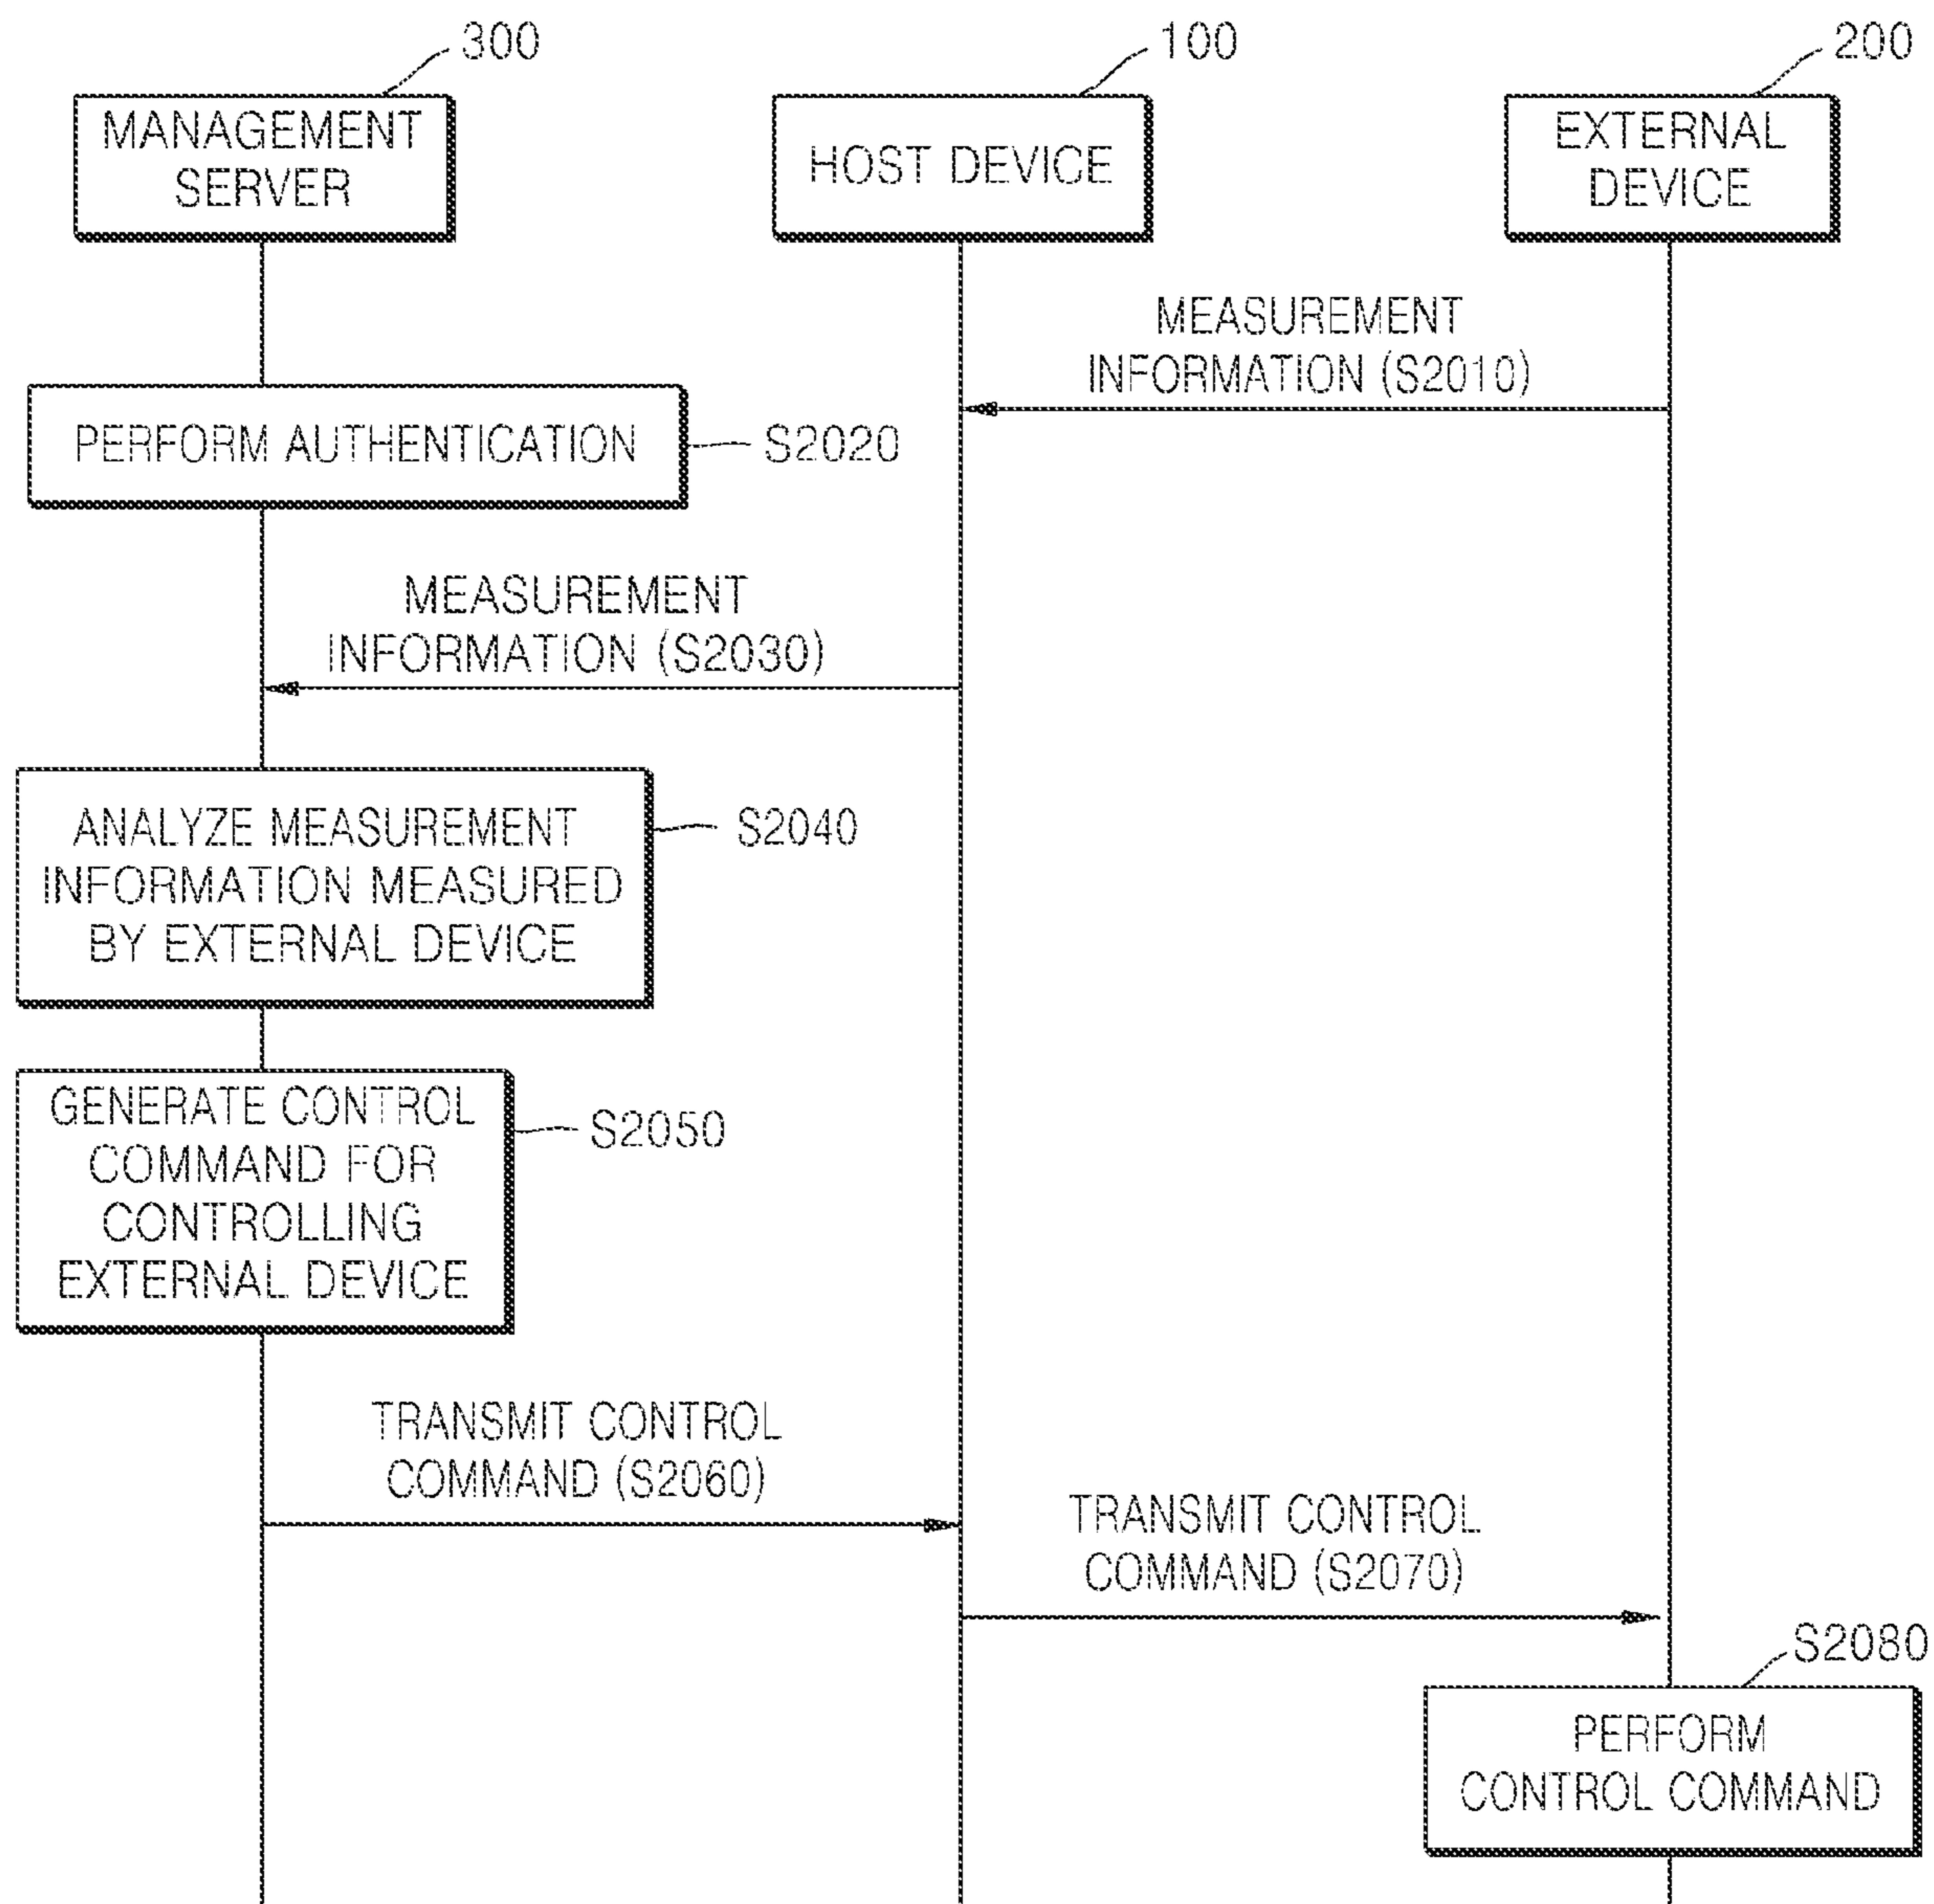 300
100
200
MANAGEMENT
SERVER
HOST DEVICE
EXTERNAL
DEVICE
MEASUREMENT
INFORMATION (S2010)
PERFORM AUTHENTICATION
S2020
MEASUREMENT
INFORMATION (S2030)
ANALYZE MEASUREMENT
INFORMATION MEASURED
BY EXTERNAL DEVICE
S2040
GENERATE CONTROL
COMMAND FOR
CONTROLLING
EXTERNAL DEVICE
S2050
TRANSMIT CONTROL
COMMAND (S2060)
TRANSMIT CONTROL
COMMAND (S2070)
S2080
PERFORM
CONTROL COMMAND